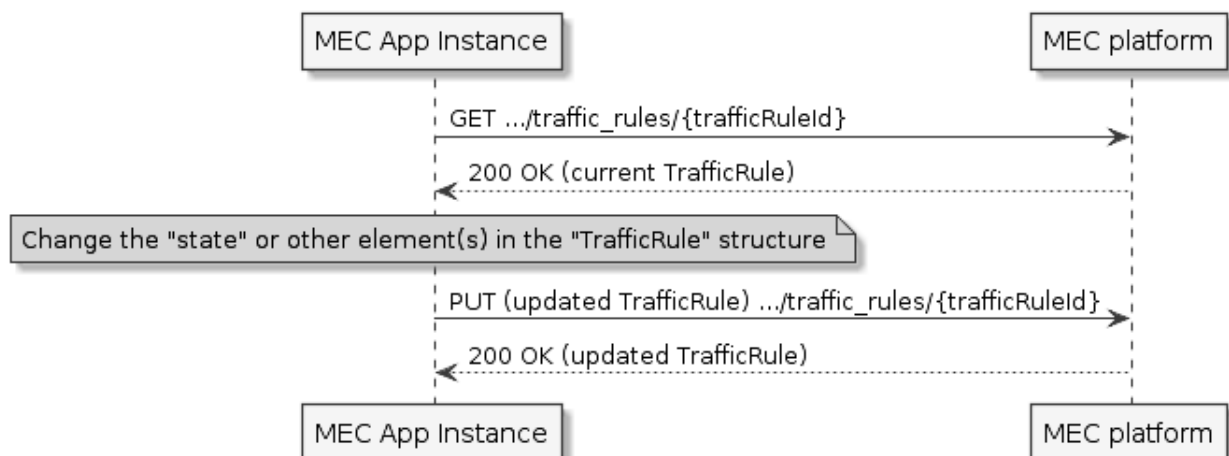 MEC App Instance
MEC platform
GET .../traffic_rules/{trafficRuleId}
200 OK (current TrafficRule)
Change the "state" or other element(s) in the "TrafficRule" structure
PUT (updated TrafficRule) .../traffic_rules/{trafficRuleId}
200 OK (updated TrafficRule)
MEC App Instance
MEC platform